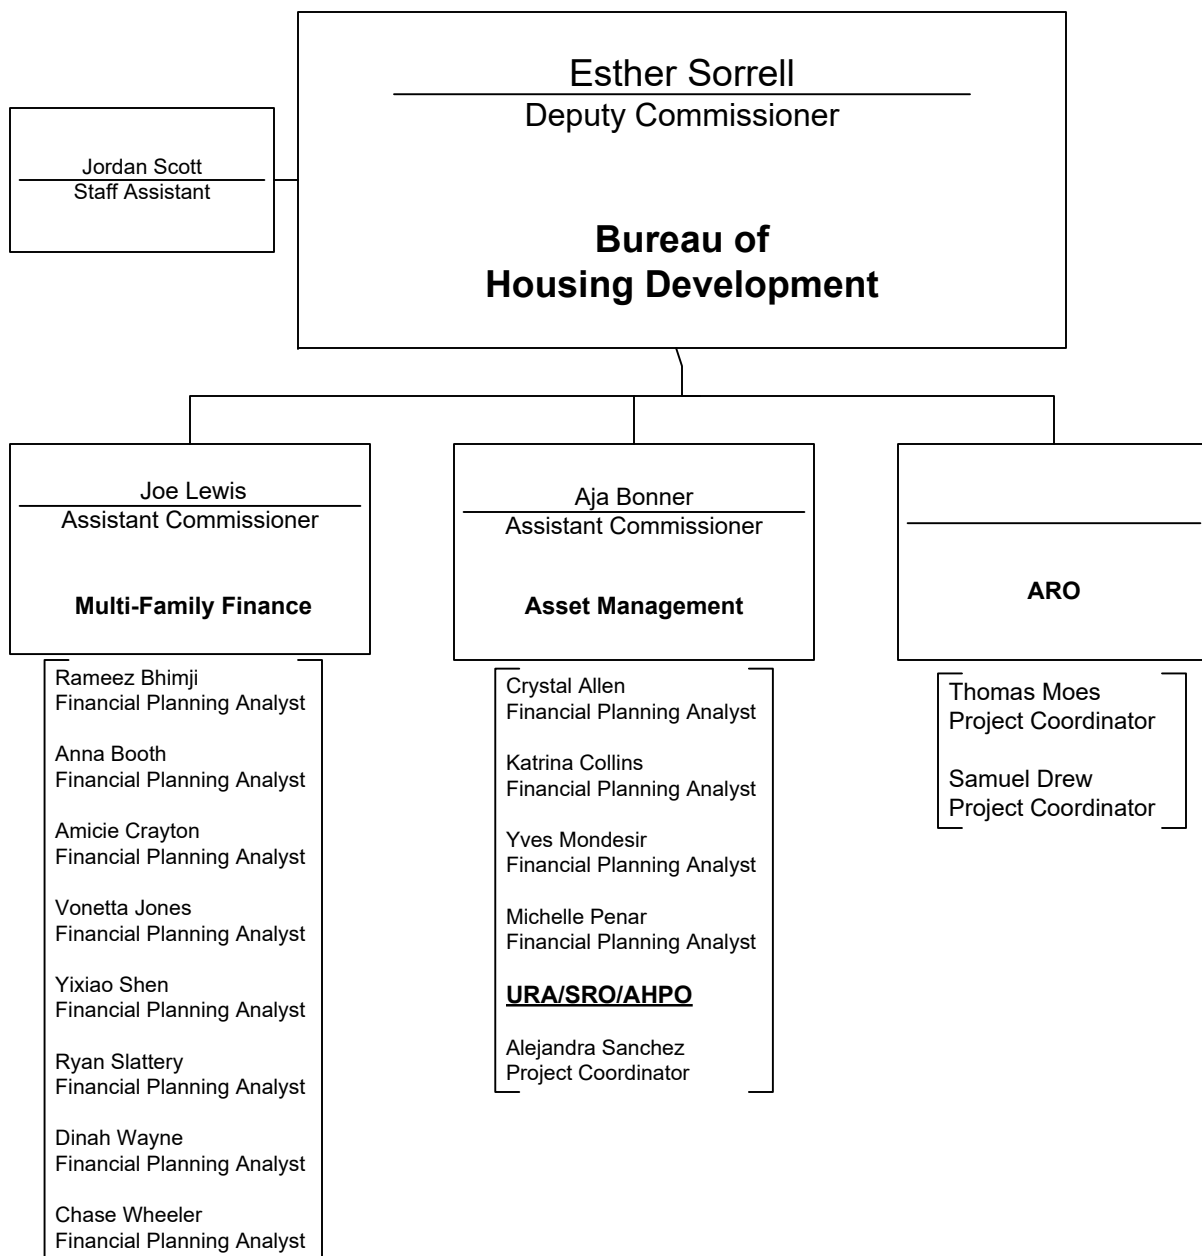 Esther Sorrell
Deputy Commissioner
Bureau of
Housing Development
Jordan Scott
Staff Assistant
Joe Lewis
Assistant Commissioner
Multi-Family Finance
Rameez Bhimji
Financial Planning Analyst
Anna Booth
Financial Planning Analyst
Amicie Crayton
Financial Planning Analyst
Vonetta Jones
Financial Planning Analyst
Yixiao Shen
Financial Planning Analyst
Ryan Slattery
Financial Planning Analyst
Dinah Wayne
Financial Planning Analyst
Chase Wheeler
Financial Planning Analyst
Aja Bonner
Assistant Commissioner
Asset Management
Crystal Allen
Financial Planning Analyst
Katrina Collins
Financial Planning Analyst
Yves Mondesir
Financial Planning Analyst
Michelle Penar
Financial Planning Analyst
URA/SRO/AHPO
Alejandra Sanchez
Project Coordinator
ARO
Thomas Moes
Project Coordinator
Samuel Drew
Project Coordinator